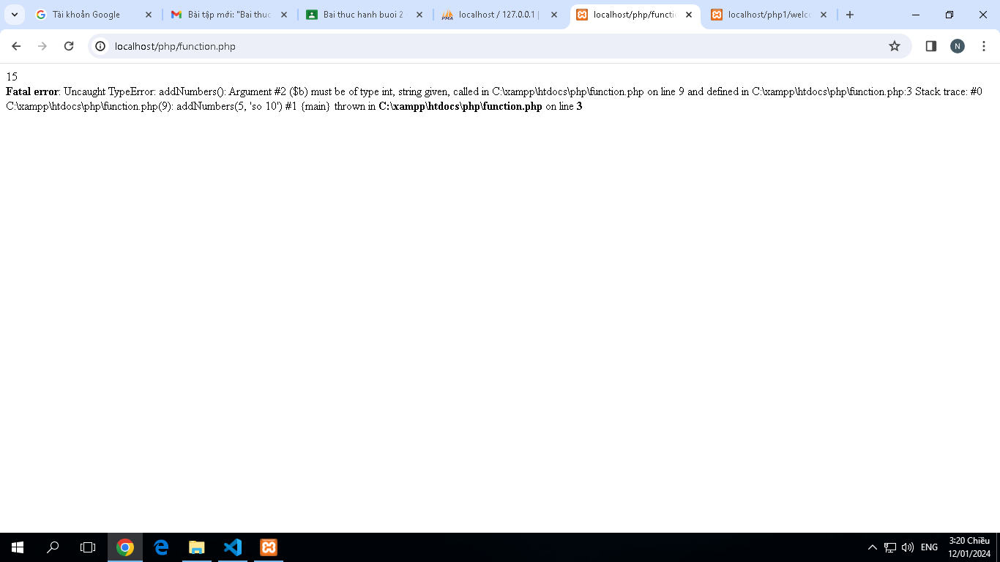 Tài khoản Google
Bài tập mới: "Bai thuc
Bai thuc hanh buoi 2
localhost / 127.0.0.1 |
localhost/php/functi
localhost/php1/welco
localhost/php/function.php
N
15
Fatal error: Uncaught TypeError: addNumbers(): Argument #2 ($b) must be of type int, string given, called in C:\xampp\htdocs\php\function.php on line 9 and defined in C:\xampp\htdocs\php\function.php:3 Stack trace: #0
C:\xampp\htdocs\php\function.php(9): addNumbers(5, 'so 10') #1 {main} thrown in C:\xampp\htdocs\php\function.php on line 3
ENG
3:20 Chiều
12/01/2024